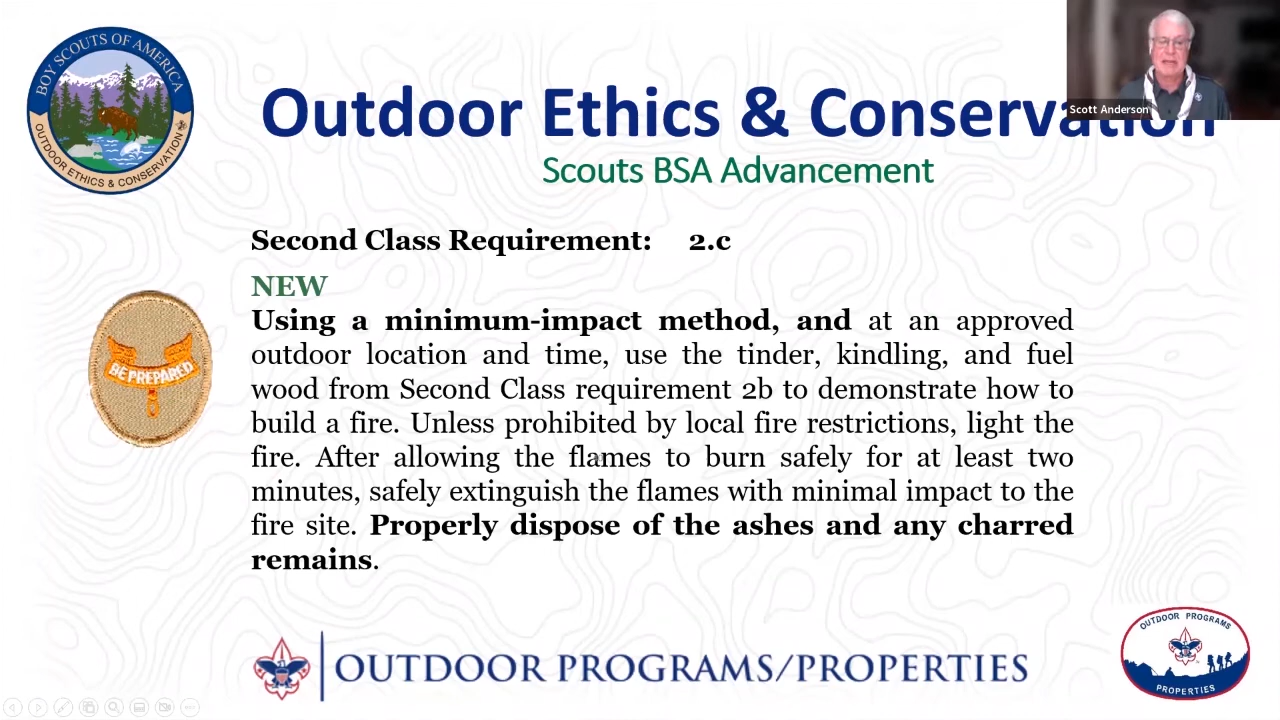 BOY SCOUTS OF AMERICA
OUTDOOR ETHICS & CONSERVATION
Outdoor Ethics & Conservation
Scott Anderson
Scouts BSA Advancement
Second Class Requirement: 2.c
NEW
Using a minimum-impact method, and at an approved
outdoor location and time, use the tinder, kindling, and fuel
wood from Second Class requirement 2b to demonstrate how to
build a fire. Unless prohibited by local fire restrictions, light the
fire. After allowing the flames to burn safely for at least two
minutes, safely extinguish the flames with minimal impact to the
fire site. Properly dispose of the ashes and any charred
remains.
BE PREPARED
OUTDOOR PROGRAMS/PROPERTIES
OUTDOOR PROGRAMS
PROPERTIES